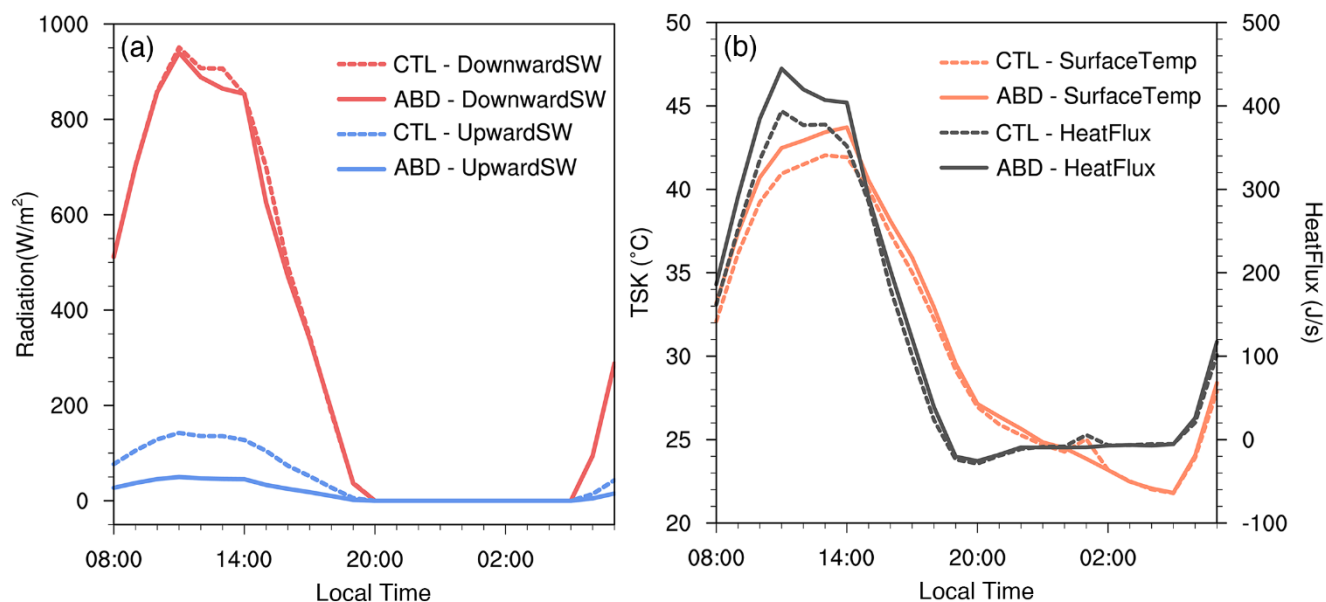 (a)
CTL - DownwardSW
ABD - DownwardSW
CTL - UpwardSW
ABD - UpwardSW
Radiation(W/m²)
1000
800
600
400
200
0
08:00 14:00 20:00 02:00
Local Time
(b)
CTL - SurfaceTemp
ABD - SurfaceTemp
CTL - HeatFlux
ABD - HeatFlux
TSK (°C)
50
45
40
35
30
25
20
HeatFlux (J/s)
500
400
300
200
100
0
-100
08:00 14:00 20:00 02:00
Local Time